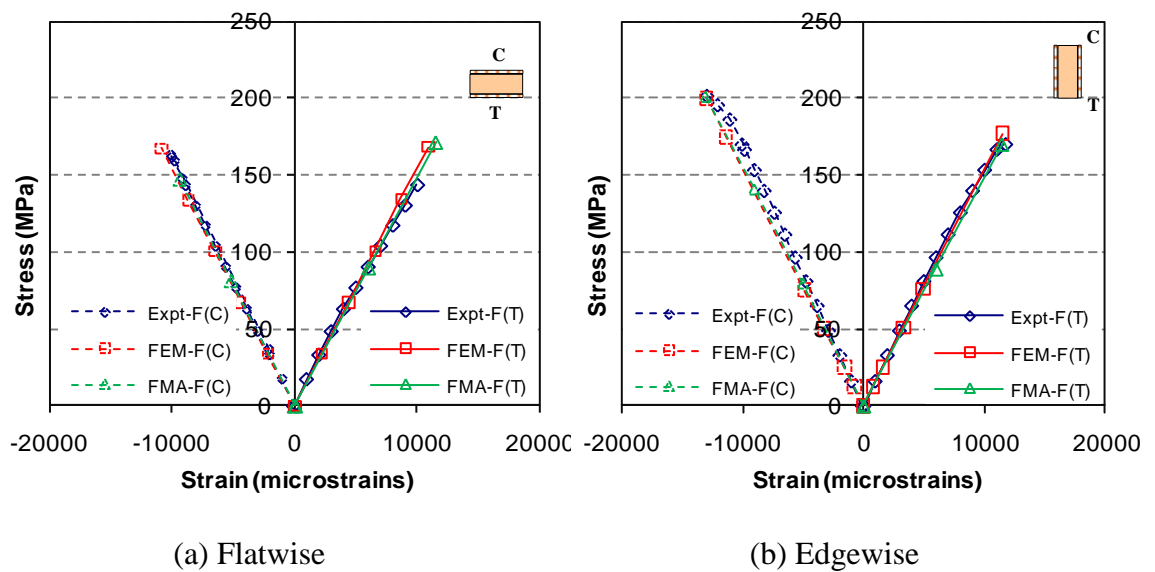 250
200
150
100
50
0
-20000 -10000 0 10000 20000
Stress (MPa)
Strain (microstrains)
C
T
Expt-F(C) Expt-F(T)
FEM-F(C) FEM-F(T)
FMA-F(C) FMA-F(T)
(a) Flatwise
250
200
150
100
50
0
-20000 -10000 0 10000 20000
Stress (MPa)
Strain (microstrains)
C
T
Expt-F(C) Expt-F(T)
FEM-F(C) FEM-F(T)
FMA-F(C) FMA-F(T)
(b) Edgewise